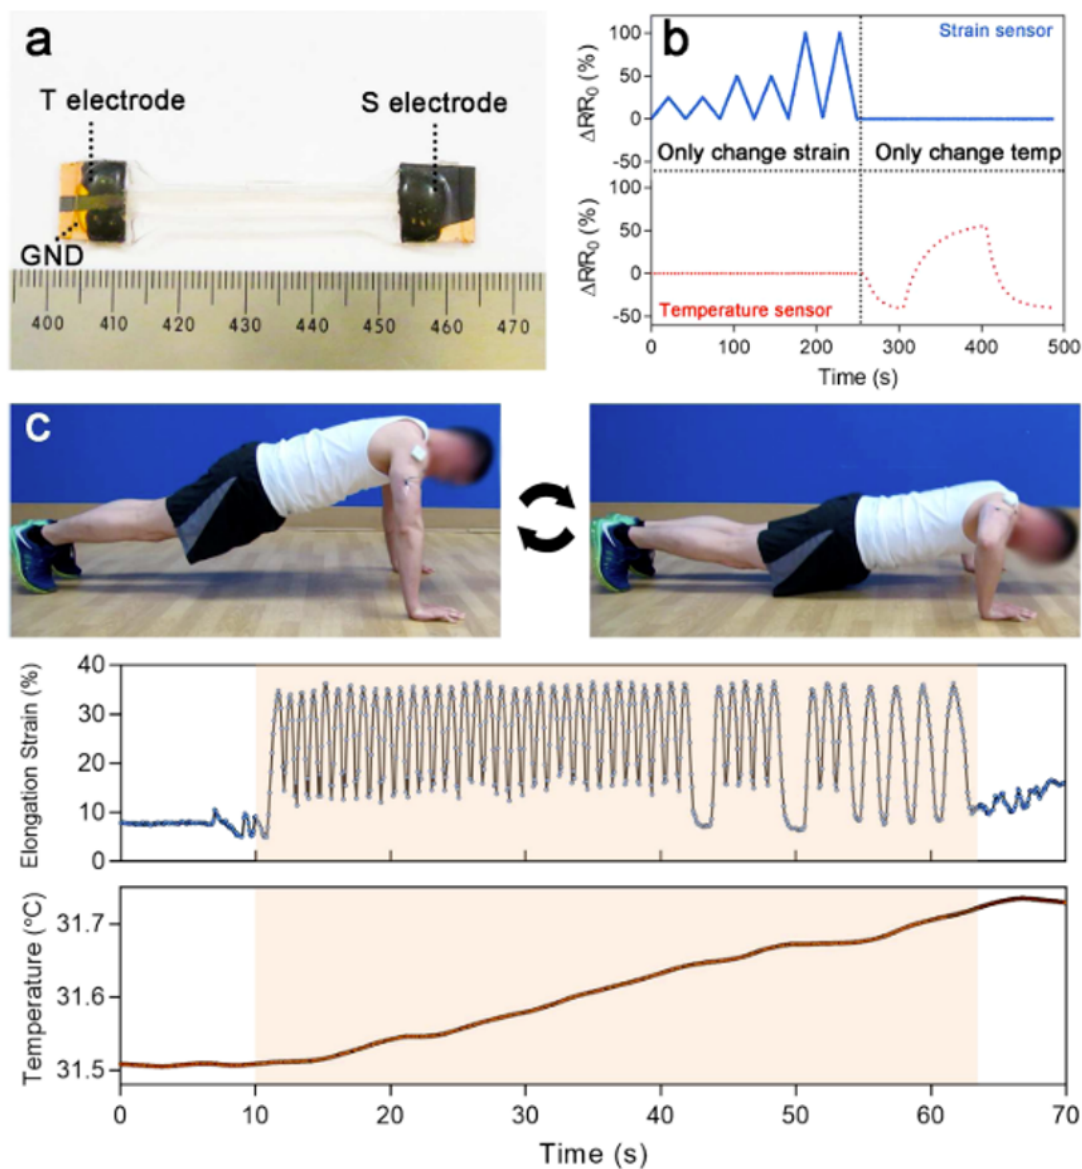 a
T electrode
S electrode
GND
400 410 420 430 440 450 460 470
b
Strain sensor
ΔR/R0 (%)
100
50
0
-50
Only change strain
Only change temp
ΔR/R0 (%)
100
50
0
-50
Temperature sensor
0 100 200 300 400 500
Time (s)
c
Elongation Strain (%)
40
30
20
10
0
Temperature (°C)
31.7
31.6
31.5
0 10 20 30 40 50 60 70
Time (s)